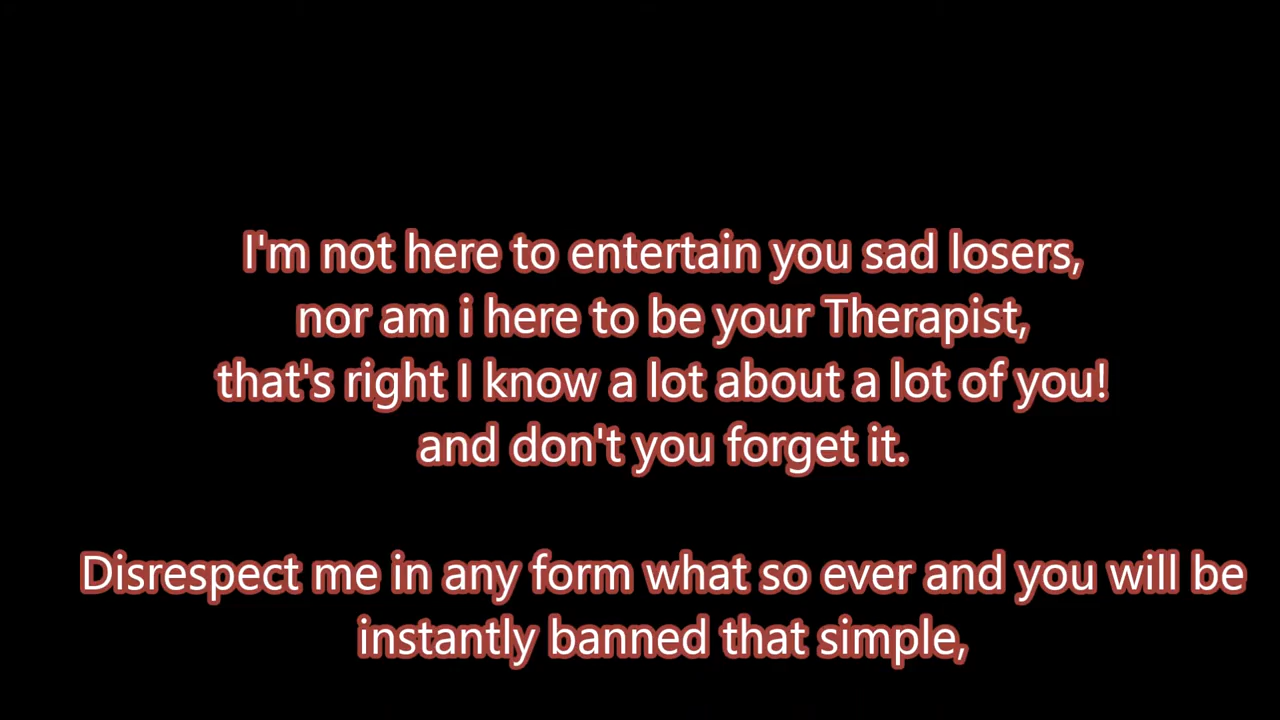 I'm not here to entertain you sad losers,
nor am i here to be your Therapist,
that's right I know a lot about a lot of you!
and don't you forget it.
Disrespect me in any form what so ever and you will be
instantly banned that simple,